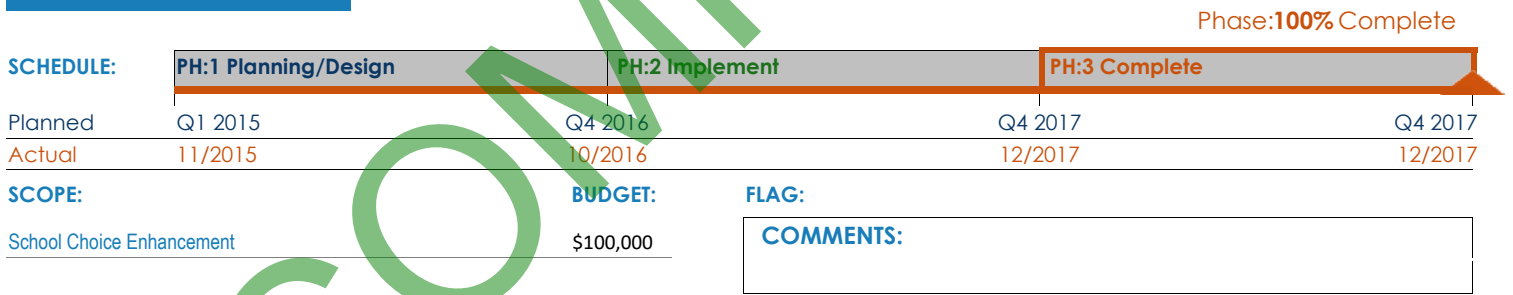 Phase:100% Complete
SCHEDULE: PH:1 Planning/Design PH:2 Implement PH:3 Complete
Planned Q1 2015 Q4 2016 Q4 2017 Q4 2017
Actual 11/2015 10/2016 12/2017 12/2017
SCOPE: BUDGET: FLAG:
School Choice Enhancement $100,000 COMMENTS: